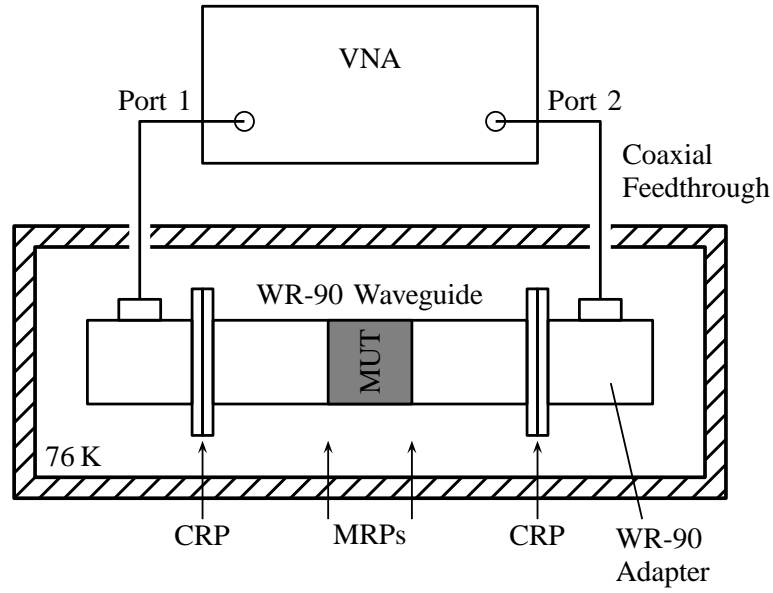 VNA
Port 1
Port 2
Coaxial
Feedthrough
WR-90 Waveguide
MUT
76 K
CRP
MRPs
CRP
WR-90
Adapter